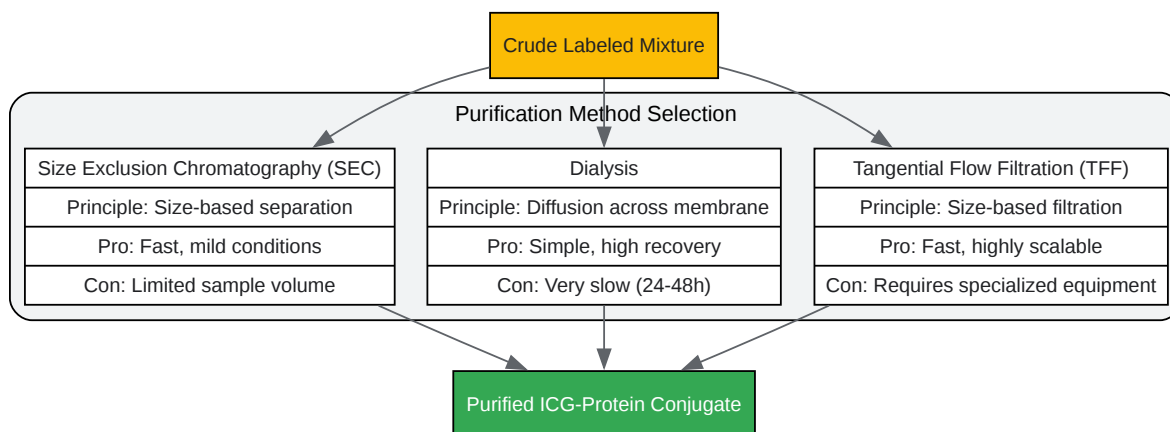 Crude Labeled Mixture
Purification Method Selection
Size Exclusion Chromatography (SEC)
Principle: Size-based separation
Pro: Fast, mild conditions
Con: Limited sample volume
Dialysis
Principle: Diffusion across membrane
Pro: Simple, high recovery
Con: Very slow (24-48h)
Tangential Flow Filtration (TFF)
Principle: Size-based filtration
Pro: Fast, highly scalable
Con: Requires specialized equipment
Purified ICG-Protein Conjugate